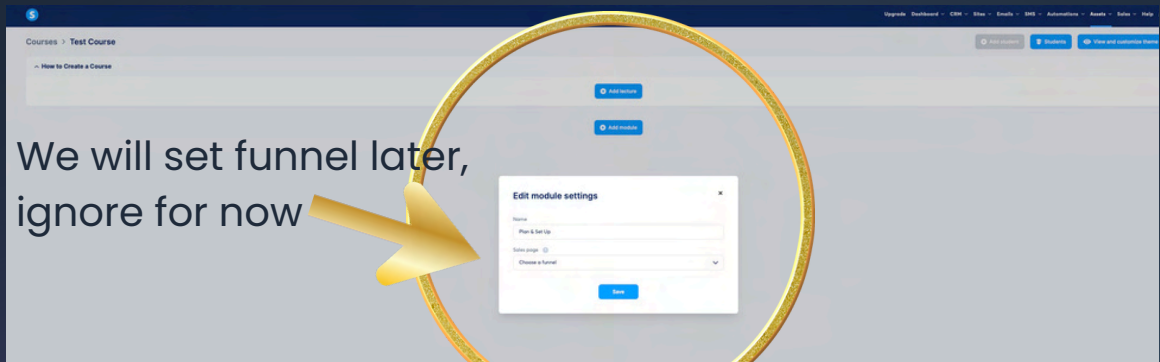 S
Upgrade Dashboard CRM Sites Emails SMS Automations Assets Sales Help
Courses > Test Course
Add student Students View and customize theme
How to Create a Course
Add lecture
Add module
We will set funnel later,
ignore for now
Edit module settings
Name
Plan & Set Up
Sales page
Choose a funnel
Save